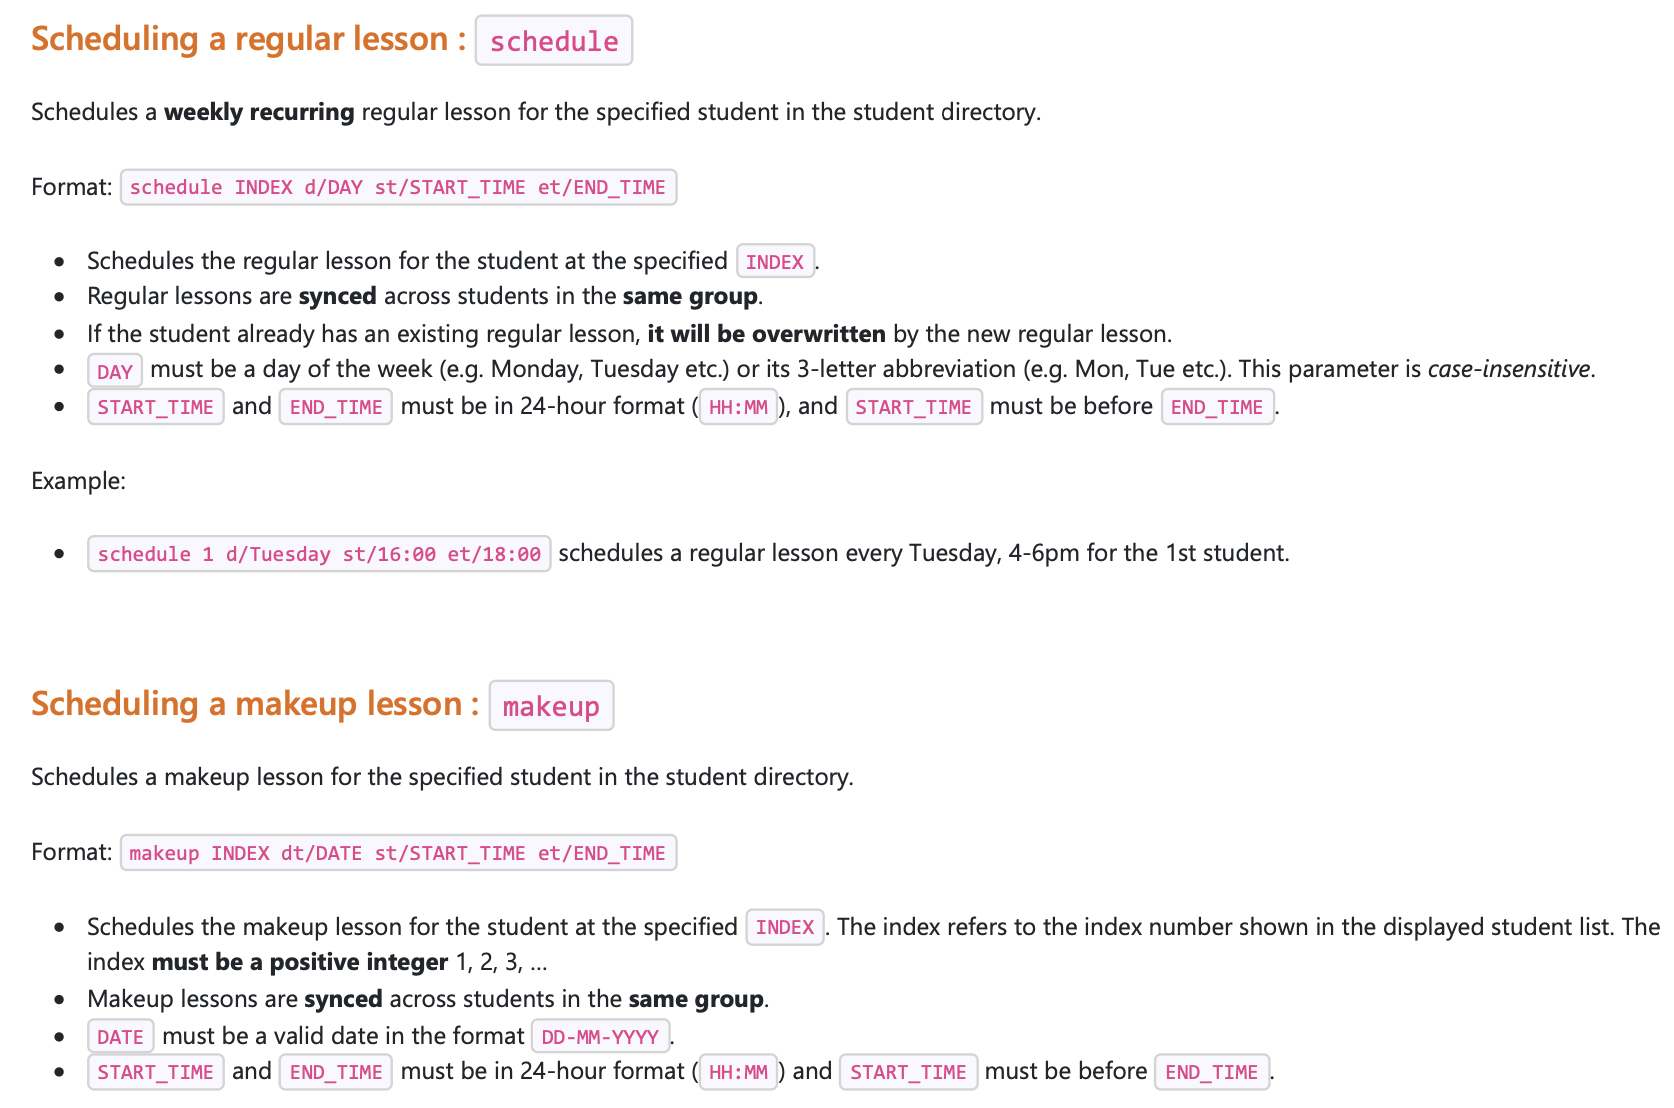 Scheduling a regular lesson : schedule
Schedules a weekly recurring regular lesson for the specified student in the student directory.
Format: schedule INDEX d/DAY st/START_TIME et/END_TIME
• Schedules the regular lesson for the student at the specified INDEX.
• Regular lessons are synced across students in the same group.
• If the student already has an existing regular lesson, it will be overwritten by the new regular lesson.
• DAY must be a day of the week (e.g. Monday, Tuesday etc.) or its 3-letter abbreviation (e.g. Mon, Tue etc.). This parameter is case-insensitive.
• START_TIME and END_TIME must be in 24-hour format (HH:MM), and START_TIME must be before END_TIME.
Example:
• schedule 1 d/Tuesday st/16:00 et/18:00 schedules a regular lesson every Tuesday, 4-6pm for the 1st student.
Scheduling a makeup lesson : makeup
Schedules a makeup lesson for the specified student in the student directory.
Format: makeup INDEX dt/DATE st/START_TIME et/END_TIME
• Schedules the makeup lesson for the student at the specified INDEX. The index refers to the index number shown in the displayed student list. The
index must be a positive integer 1, 2, 3, …
• Makeup lessons are synced across students in the same group.
• DATE must be a valid date in the format DD-MM-YYYY.
• START_TIME and END_TIME must be in 24-hour format (HH:MM) and START_TIME must be before END_TIME.